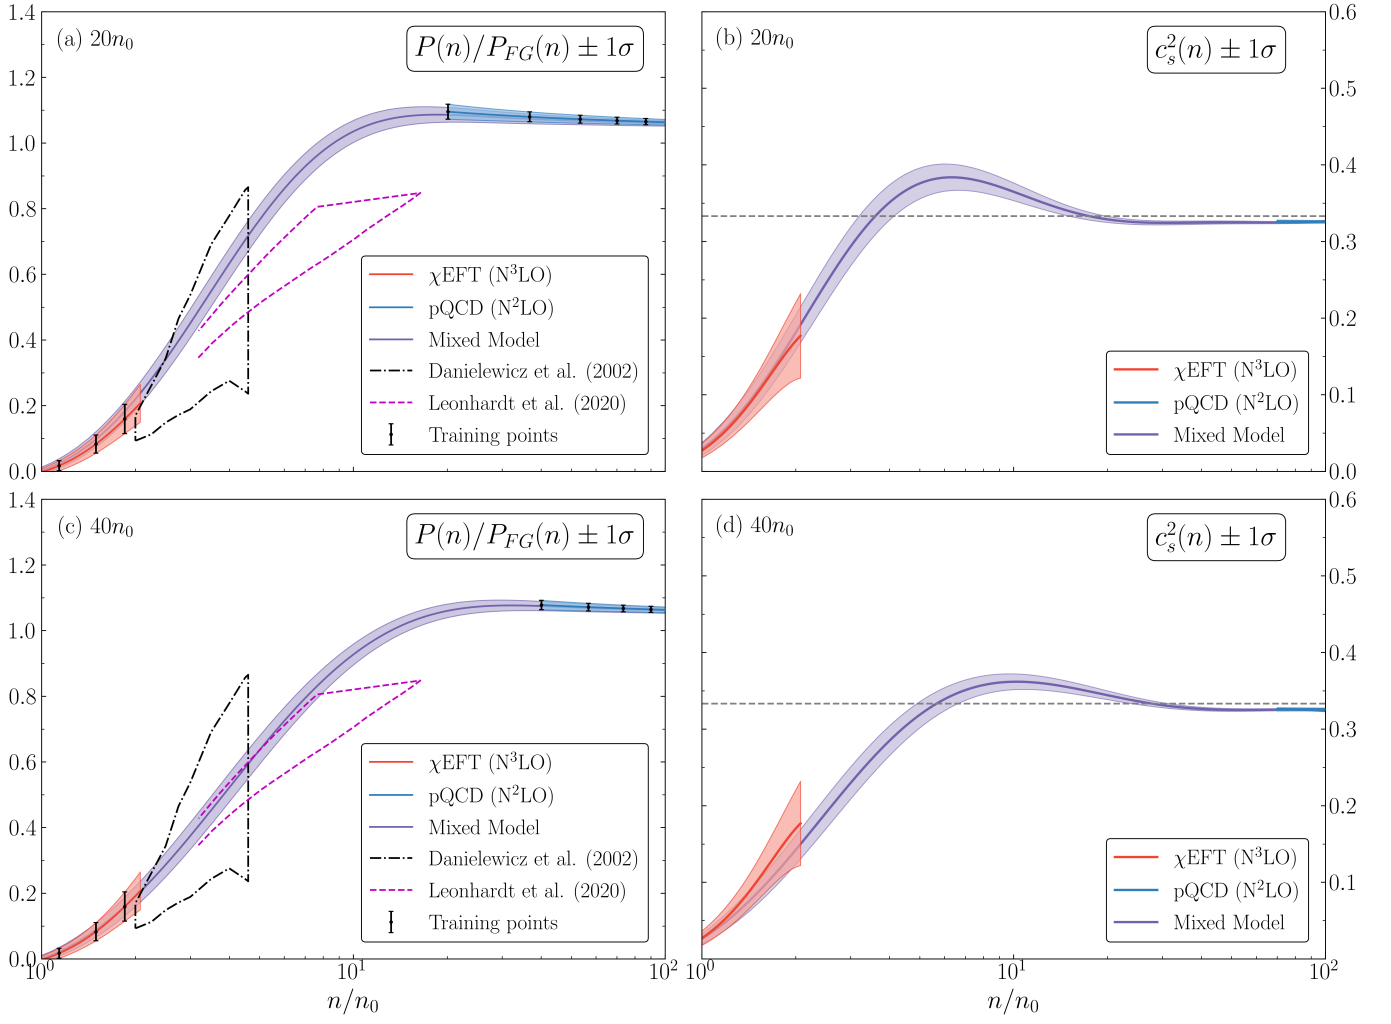 (a) 20n₀
P(n)/P_FG(n) ± 1σ
1.4
1.2
1.0
0.8
0.6
0.4
0.2
0.0
χEFT (N³LO)
pQCD (N²LO)
Mixed Model
Danielewicz et al. (2002)
Leonhardt et al. (2020)
Training points
(b) 20n₀
c_s²(n) ± 1σ
0.6
0.5
0.4
0.3
0.2
0.1
0.0
χEFT (N³LO)
pQCD (N²LO)
Mixed Model
(c) 40n₀
P(n)/P_FG(n) ± 1σ
1.4
1.2
1.0
0.8
0.6
0.4
0.2
0.0
χEFT (N³LO)
pQCD (N²LO)
Mixed Model
Danielewicz et al. (2002)
Leonhardt et al. (2020)
Training points
10⁰ 10¹ 10²
n/n₀
(d) 40n₀
c_s²(n) ± 1σ
0.6
0.5
0.4
0.3
0.2
0.1
χEFT (N³LO)
pQCD (N²LO)
Mixed Model
10⁰ 10¹ 10²
n/n₀